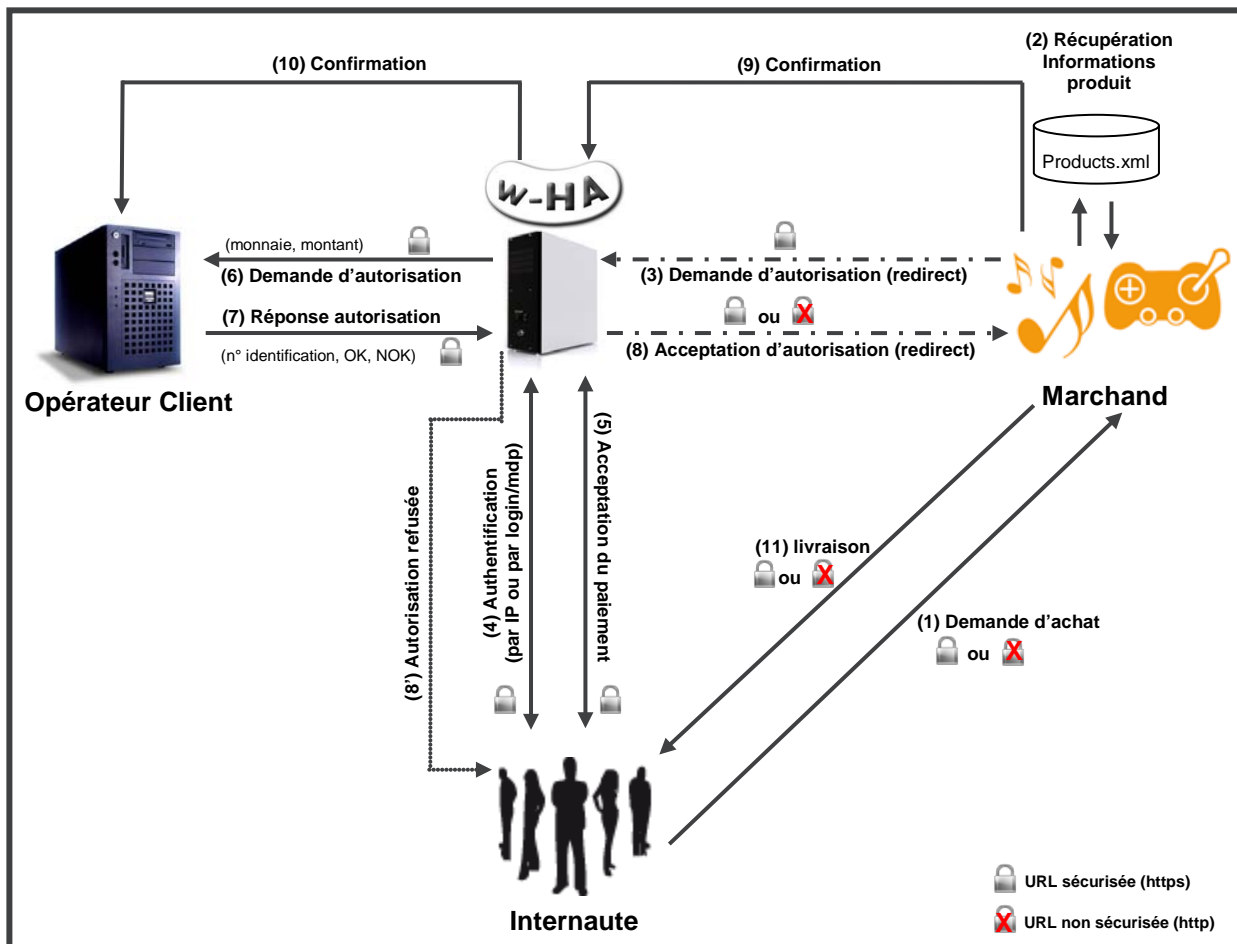 (2) Récupération
Informations
produit
(10) Confirmation
(9) Confirmation
Products.xml
w-HA
(monnaie, montant)
(6) Demande d'autorisation
(3) Demande d'autorisation (redirect)
(7) Réponse autorisation
ou
(n° identification, OK, NOK)
(8) Acceptation d'autorisation (redirect)
Opérateur Client
Marchand
(8') Autorisation refusée
(4) Authentification
(par IP ou par login/mdp)
(5) Acceptation du paiement
(11) livraison
ou
(1) Demande d'achat
ou
Internaute
URL sécurisée (https)
URL non sécurisée (http)